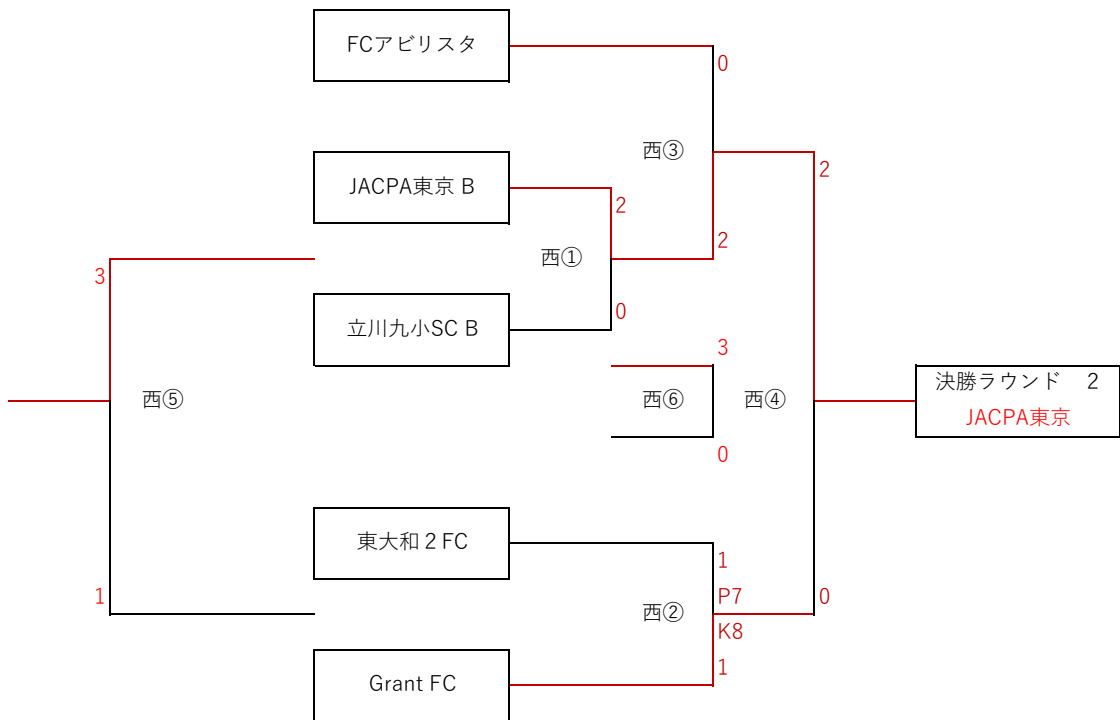 FCアビリスタ
0
西③
JACPA東京 B
2
2
西①
2
3
立川九小SC B
0
3
決勝ラウンド　2
西⑤
西⑥
西④
JACPA東京
0
東大和２FC
1
1
P7
0
西②
K8
1
Grant FC